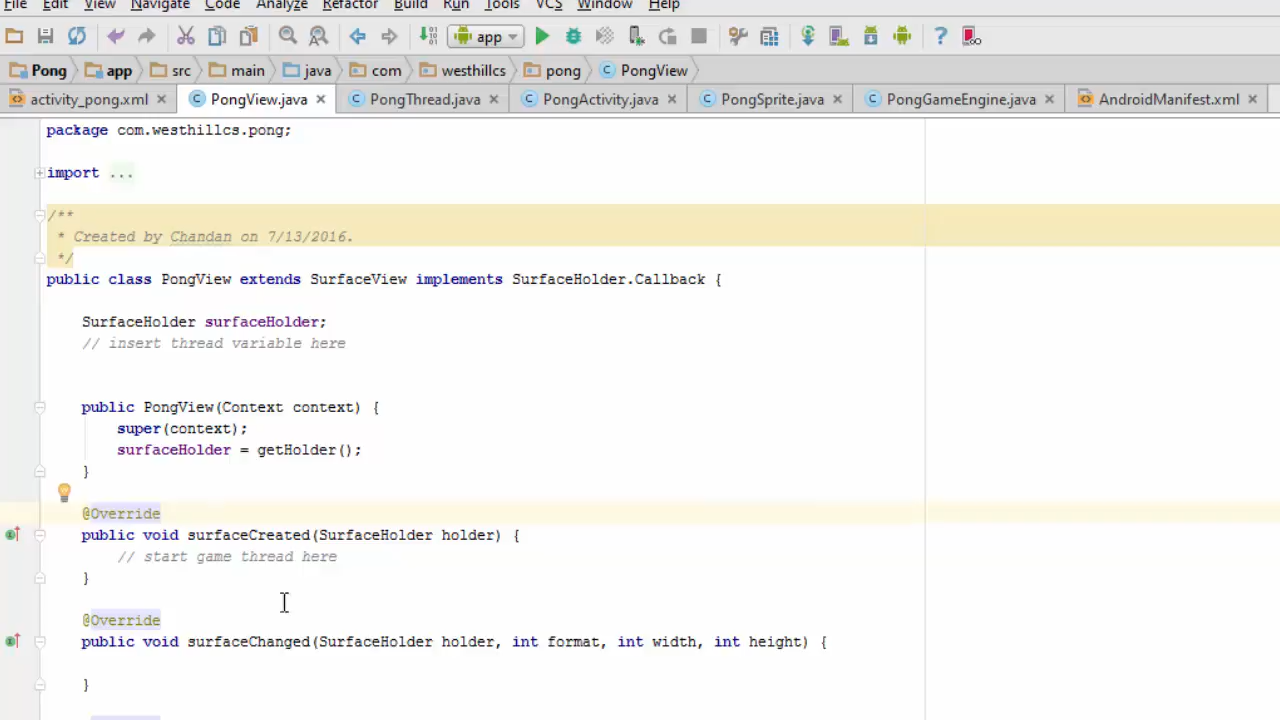 File Edit View Navigate Code Analyze Refactor Build Run Tools VCS Window Help
app
Pong app src main java com westhillcs pong PongView
activity_pong.xml PongView.java PongThread.java PongActivity.java PongSprite.java PongGameEngine.java AndroidManifest.xml
package com.westhillcs.pong;
import ...
/**
* Created by Chandan on 7/13/2016.
*/
public class PongView extends SurfaceView implements SurfaceHolder.Callback {
SurfaceHolder surfaceHolder;
// insert thread variable here
public PongView(Context context) {
super(context);
surfaceHolder = getHolder();
}
@Override
public void surfaceCreated(SurfaceHolder holder) {
// start game thread here
}
@Override
public void surfaceChanged(SurfaceHolder holder, int format, int width, int height) {
}